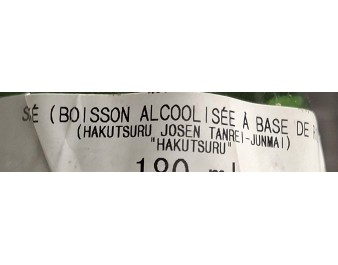 SÉ (BOISSON ALCOOLISÉE À BASE DE
(HAKUTSURU JOSEN TANREI-JUNMAI)
"HAKUTSURU"
180 ml